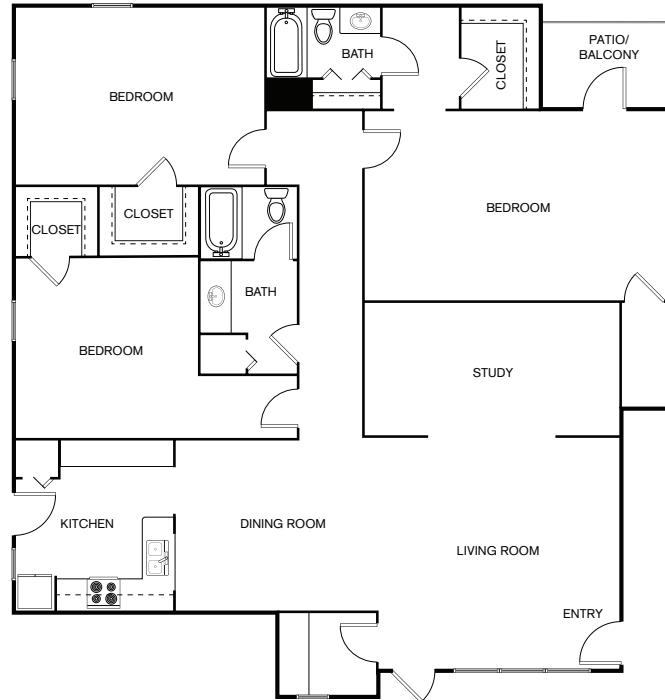 BATH
CLOSET
PATIO/
BALCONY
BEDROOM
CLOSET
CLOSET
BEDROOM
BATH
BEDROOM
STUDY
KITCHEN
DINING ROOM
LIVING ROOM
ENTRY